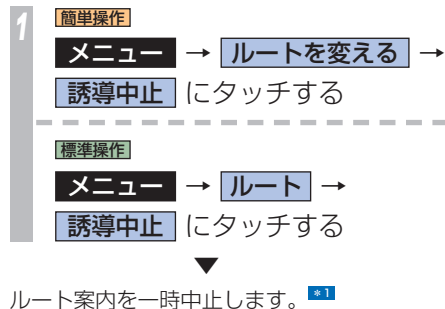 1
簡単操作
メニュー → ルートを変える →
誘導中止 にタッチする
標準操作
メニュー → ルート →
誘導中止 にタッチする
▼
ルート案内を一時中止します。*1